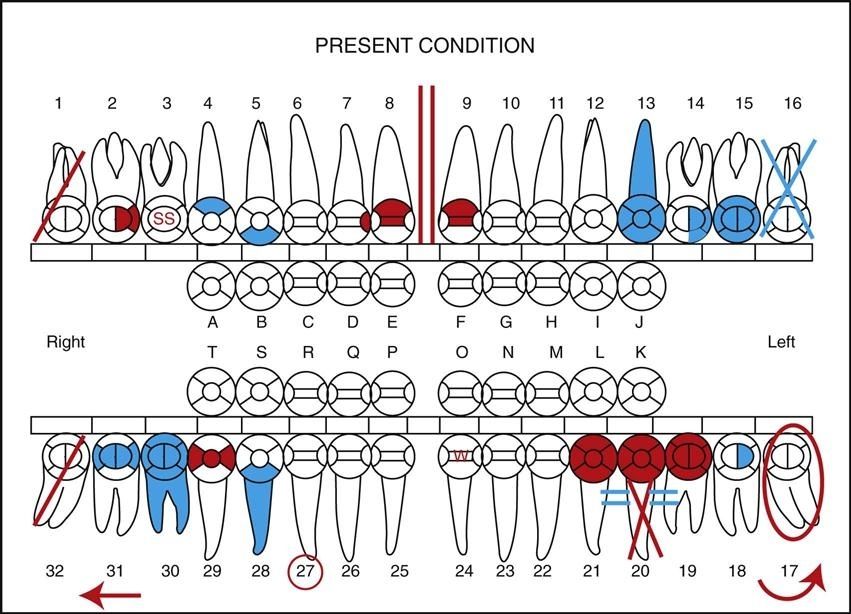 PRESENT CONDITION
1 2 3 4 5 6 7 8 9 10 11 12 13 14 15 16
SS
A B C D E F G H I J
Right Left
T S R Q P O N M L K
W
32 31 30 29 28 27 26 25 24 23 22 21 20 19 18 17